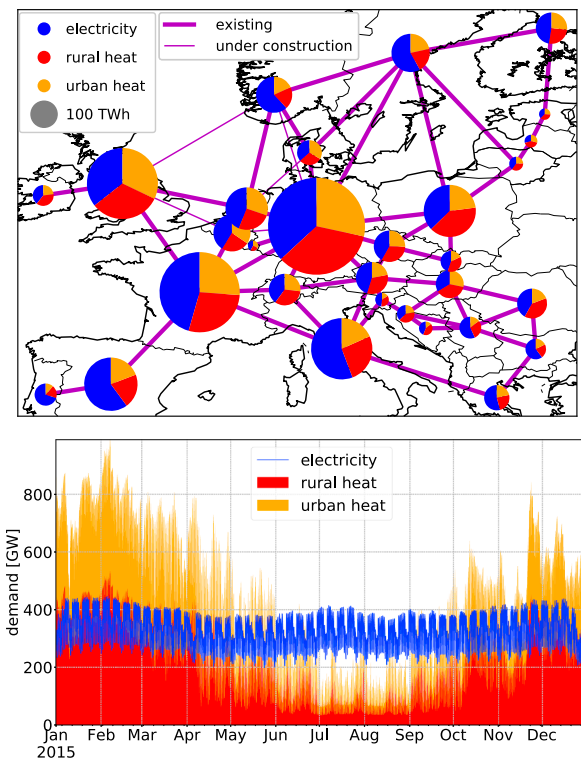 electricity
rural heat
urban heat
100 TWh
existing
under construction
demand [GW]
800
600
400
200
0
electricity
rural heat
urban heat
Jan Feb Mar Apr May Jun Jul Aug Sep Oct Nov Dec
2015